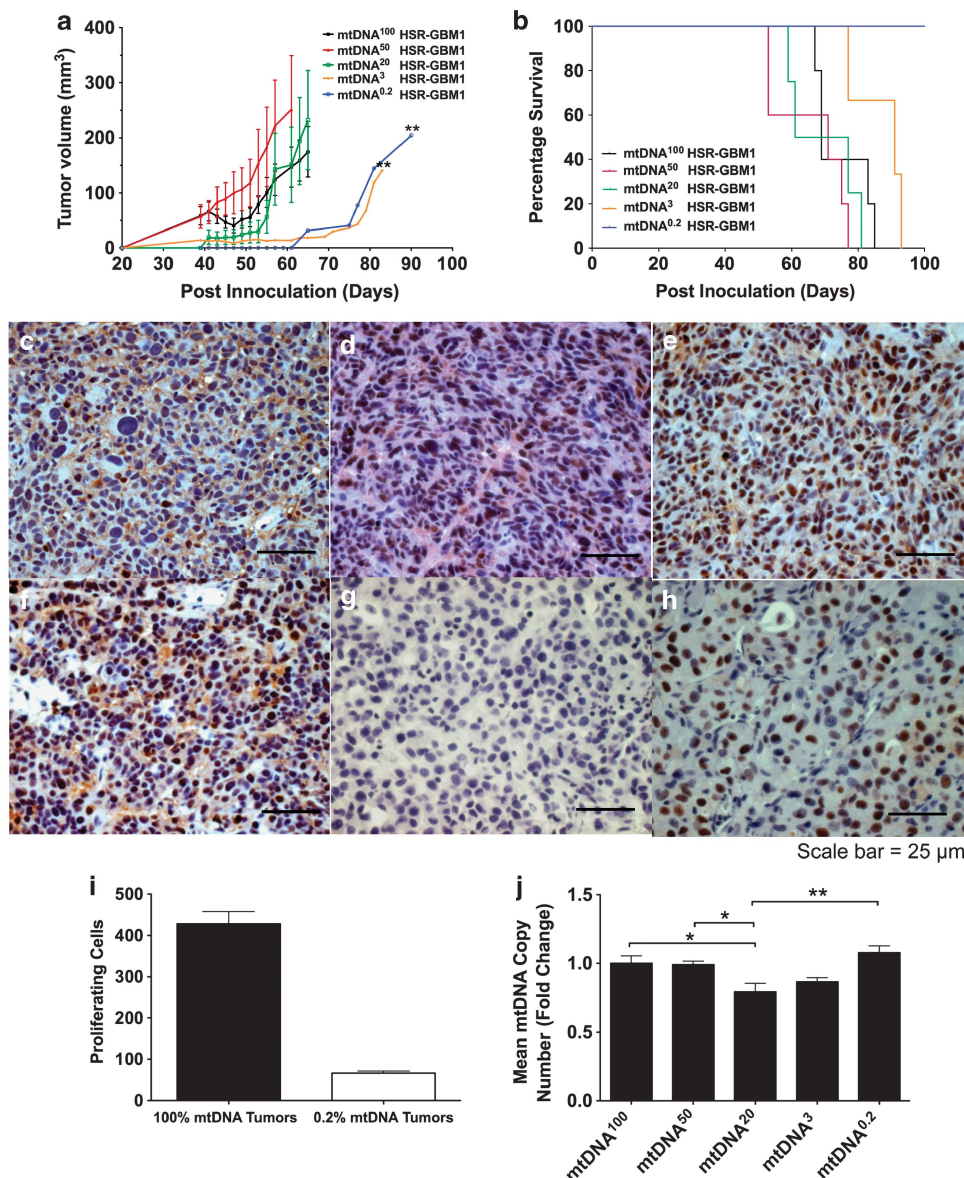 a
Tumor volume (mm³)
400
300
200
100
0
20 30 40 50 60 70 80 90 100
Post Innoculation (Days)
mtDNA¹⁰⁰ HSR-GBM1
mtDNA⁵⁰ HSR-GBM1
mtDNA²⁰ HSR-GBM1
mtDNA³ HSR-GBM1
mtDNA⁰·² HSR-GBM1
**
**
b
Percentage Survival
100
80
60
40
20
0
0 20 40 60 80 100
Post Inoculation (Days)
mtDNA¹⁰⁰ HSR-GBM1
mtDNA⁵⁰ HSR-GBM1
mtDNA²⁰ HSR-GBM1
mtDNA³ HSR-GBM1
mtDNA⁰·² HSR-GBM1
c
d
e
f
g
h
Scale bar = 25 μm
i
Proliferating Cells
500
400
300
200
100
0
100% mtDNA Tumors 0.2% mtDNA Tumors
j
Mean mtDNA Copy
Number (Fold Change)
1.5
1.0
0.5
0.0
*
*
**
mtDNA¹⁰⁰
mtDNA⁵⁰
mtDNA²⁰
mtDNA³
mtDNA⁰·²